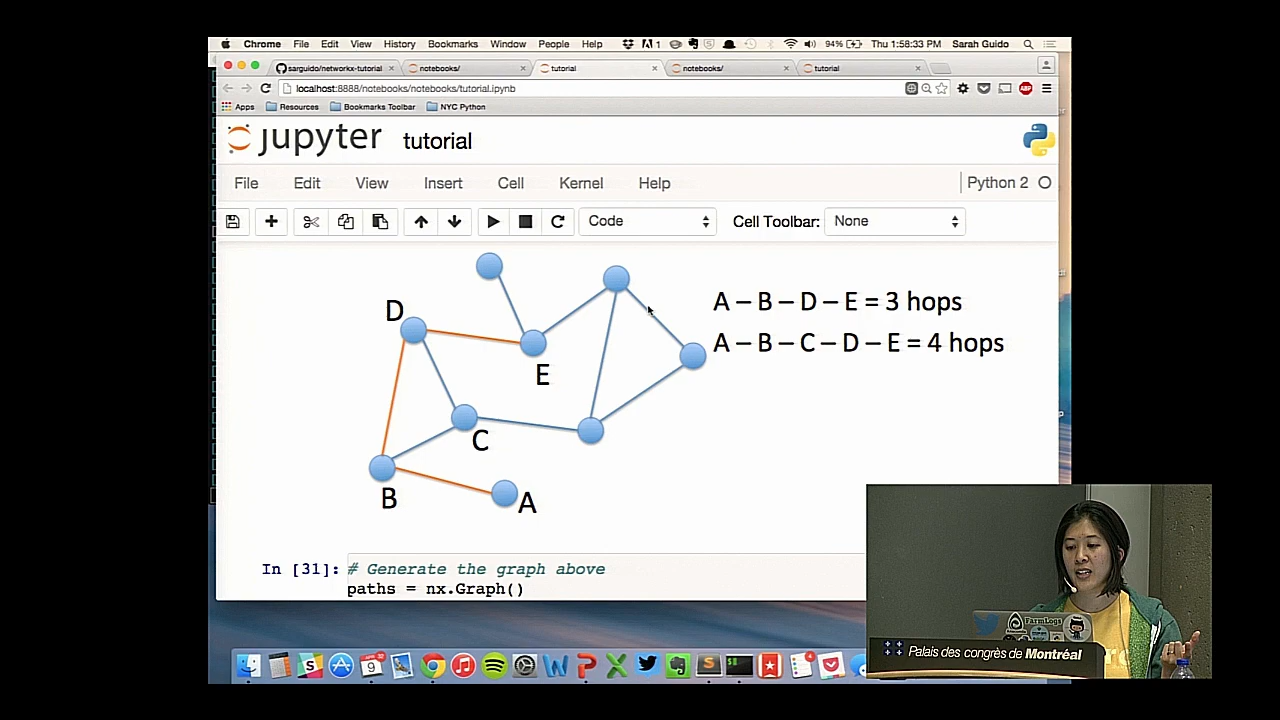 Chrome File Edit View History Bookmarks Window People Help 1 94% Thu 1:58:33 PM Sarah Guido
sarguido/networkx-tutorial notebooks/ tutorial notebooks/ tutorial
localhost:8888/notebooks/notebooks/tutorial.ipynb ABP
Apps Resources Bookmarks Toolbar NYC Python
jupyter tutorial
File Edit View Insert Cell Kernel Help Python 2
Code Cell Toolbar: None
D
E
C
B
A
A – B – D – E = 3 hops
A – B – C – D – E = 4 hops
In [31]: # Generate the graph above
paths = nx.Graph()
FarmLogs
Palais des congrès de Montréal